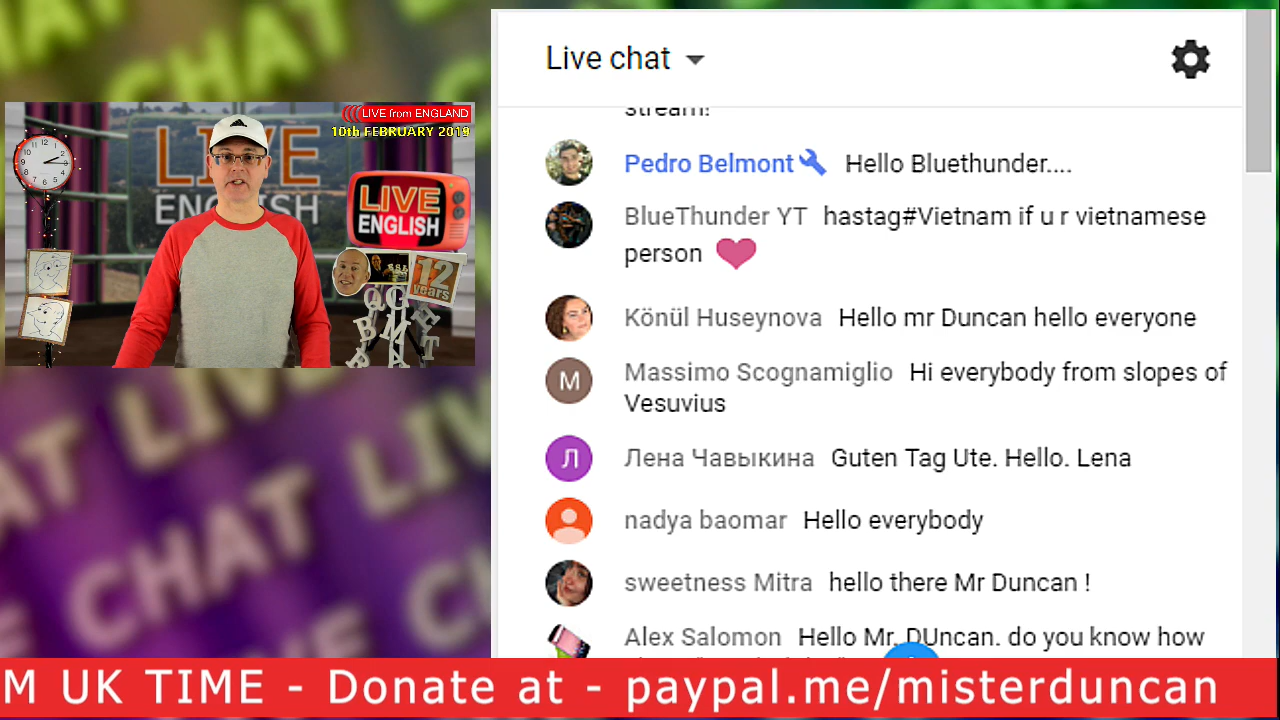 LIVE from ENGLAND
10th FEBRUARY 2019
LIVE
ENGLISH
LIVE
ENGLISH
12
years
Live chat
stream!
Pedro Belmont Hello Bluethunder....
BlueThunder YT hastag#Vietnam if u r vietnamese
person
Könül Huseynova Hello mr Duncan hello everyone
Massimo Scognamiglio Hi everybody from slopes of
Vesuvius
M
Лена Чавыкина Guten Tag Ute. Hello. Lena
Л
nadya baomar Hello everybody
sweetness Mitra hello there Mr Duncan !
Alex Salomon Hello Mr. DUncan. do you know how
M UK TIME - Donate at - paypal.me/misterduncan
LIVE
CHAT